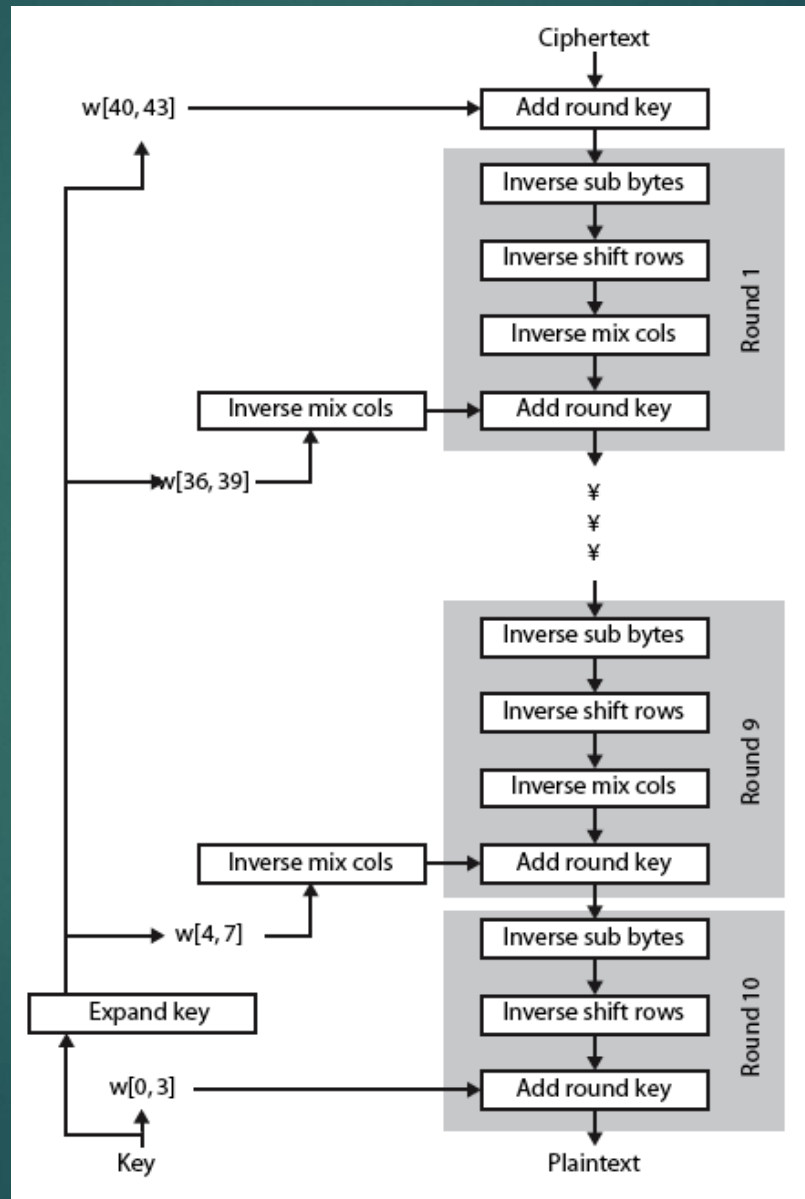 Ciphertext
w[40, 43]
Add round key
Inverse sub bytes
Inverse shift rows
Round 1
Inverse mix cols
Inverse mix cols
Add round key
w[36, 39]
¥
¥
¥
Inverse sub bytes
Inverse shift rows
Round 9
Inverse mix cols
Inverse mix cols
Add round key
w[4, 7]
Inverse sub bytes
Expand key
Inverse shift rows
Round 10
w[0, 3]
Add round key
Key
Plaintext